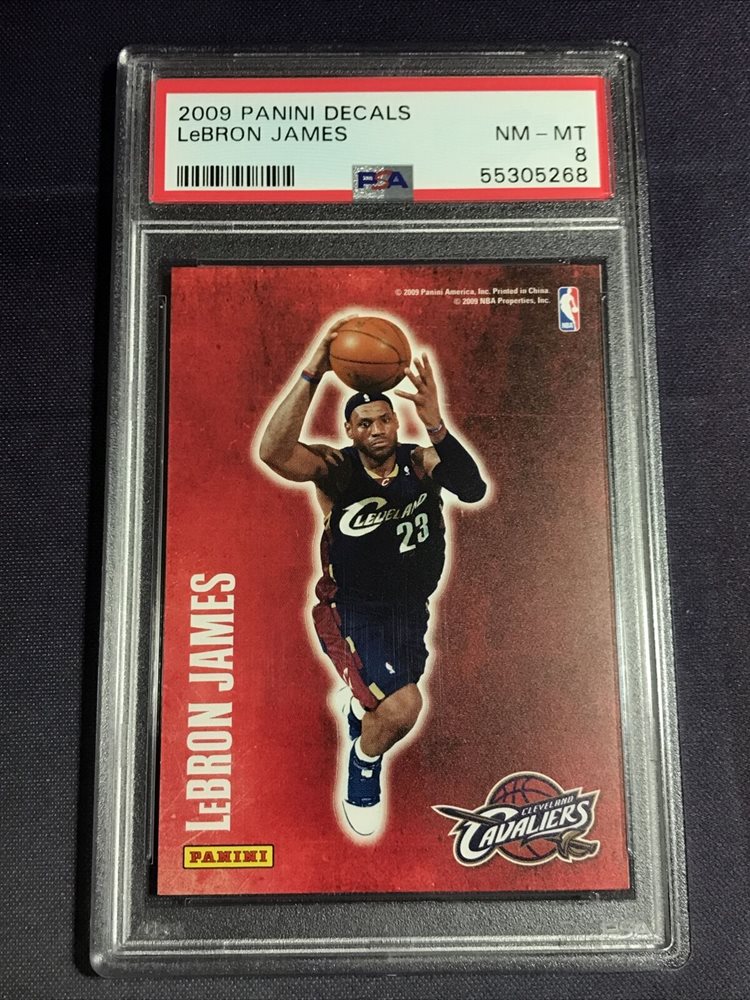 2009 PANINI DECALS
LeBRON JAMES
NM - MT
8
55305268
PSA
© 2009 Panini America, Inc. Printed in China.
© 2009 NBA Properties, Inc.
NBA
CLEVELAND
23
LeBRON JAMES
PANINI
CLEVELAND
CAVALIERS